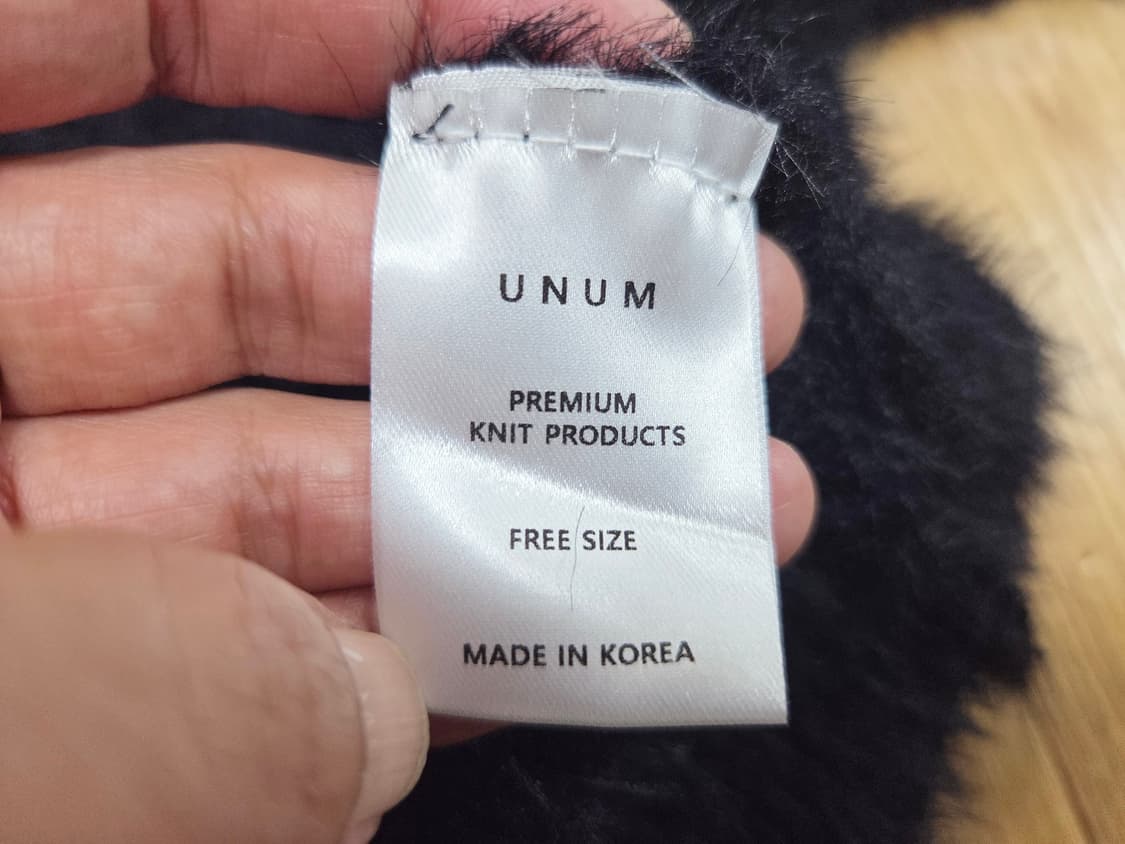 UNUM
PREMIUM
KNIT PRODUCTS
FREE SIZE
MADE IN KOREA